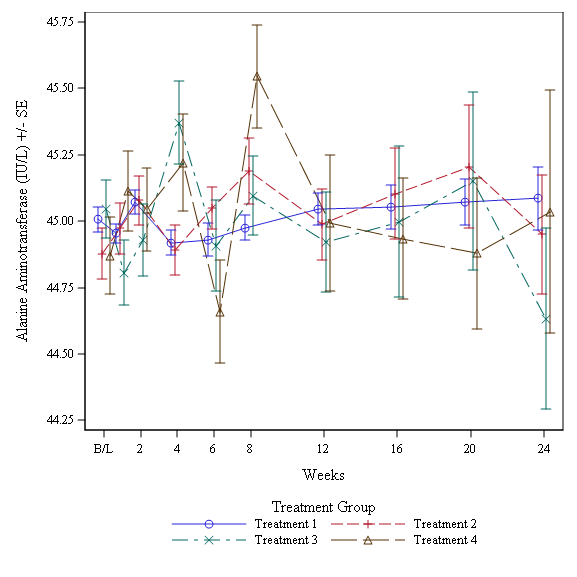 Alanine Aminotransferase (IU/L) +/- SE
45.75
45.50
45.25
45.00
44.75
44.50
44.25
B/L 2 4 6 8 12 16 20 24
Weeks
Treatment Group
Treatment 1 Treatment 2
Treatment 3 Treatment 4